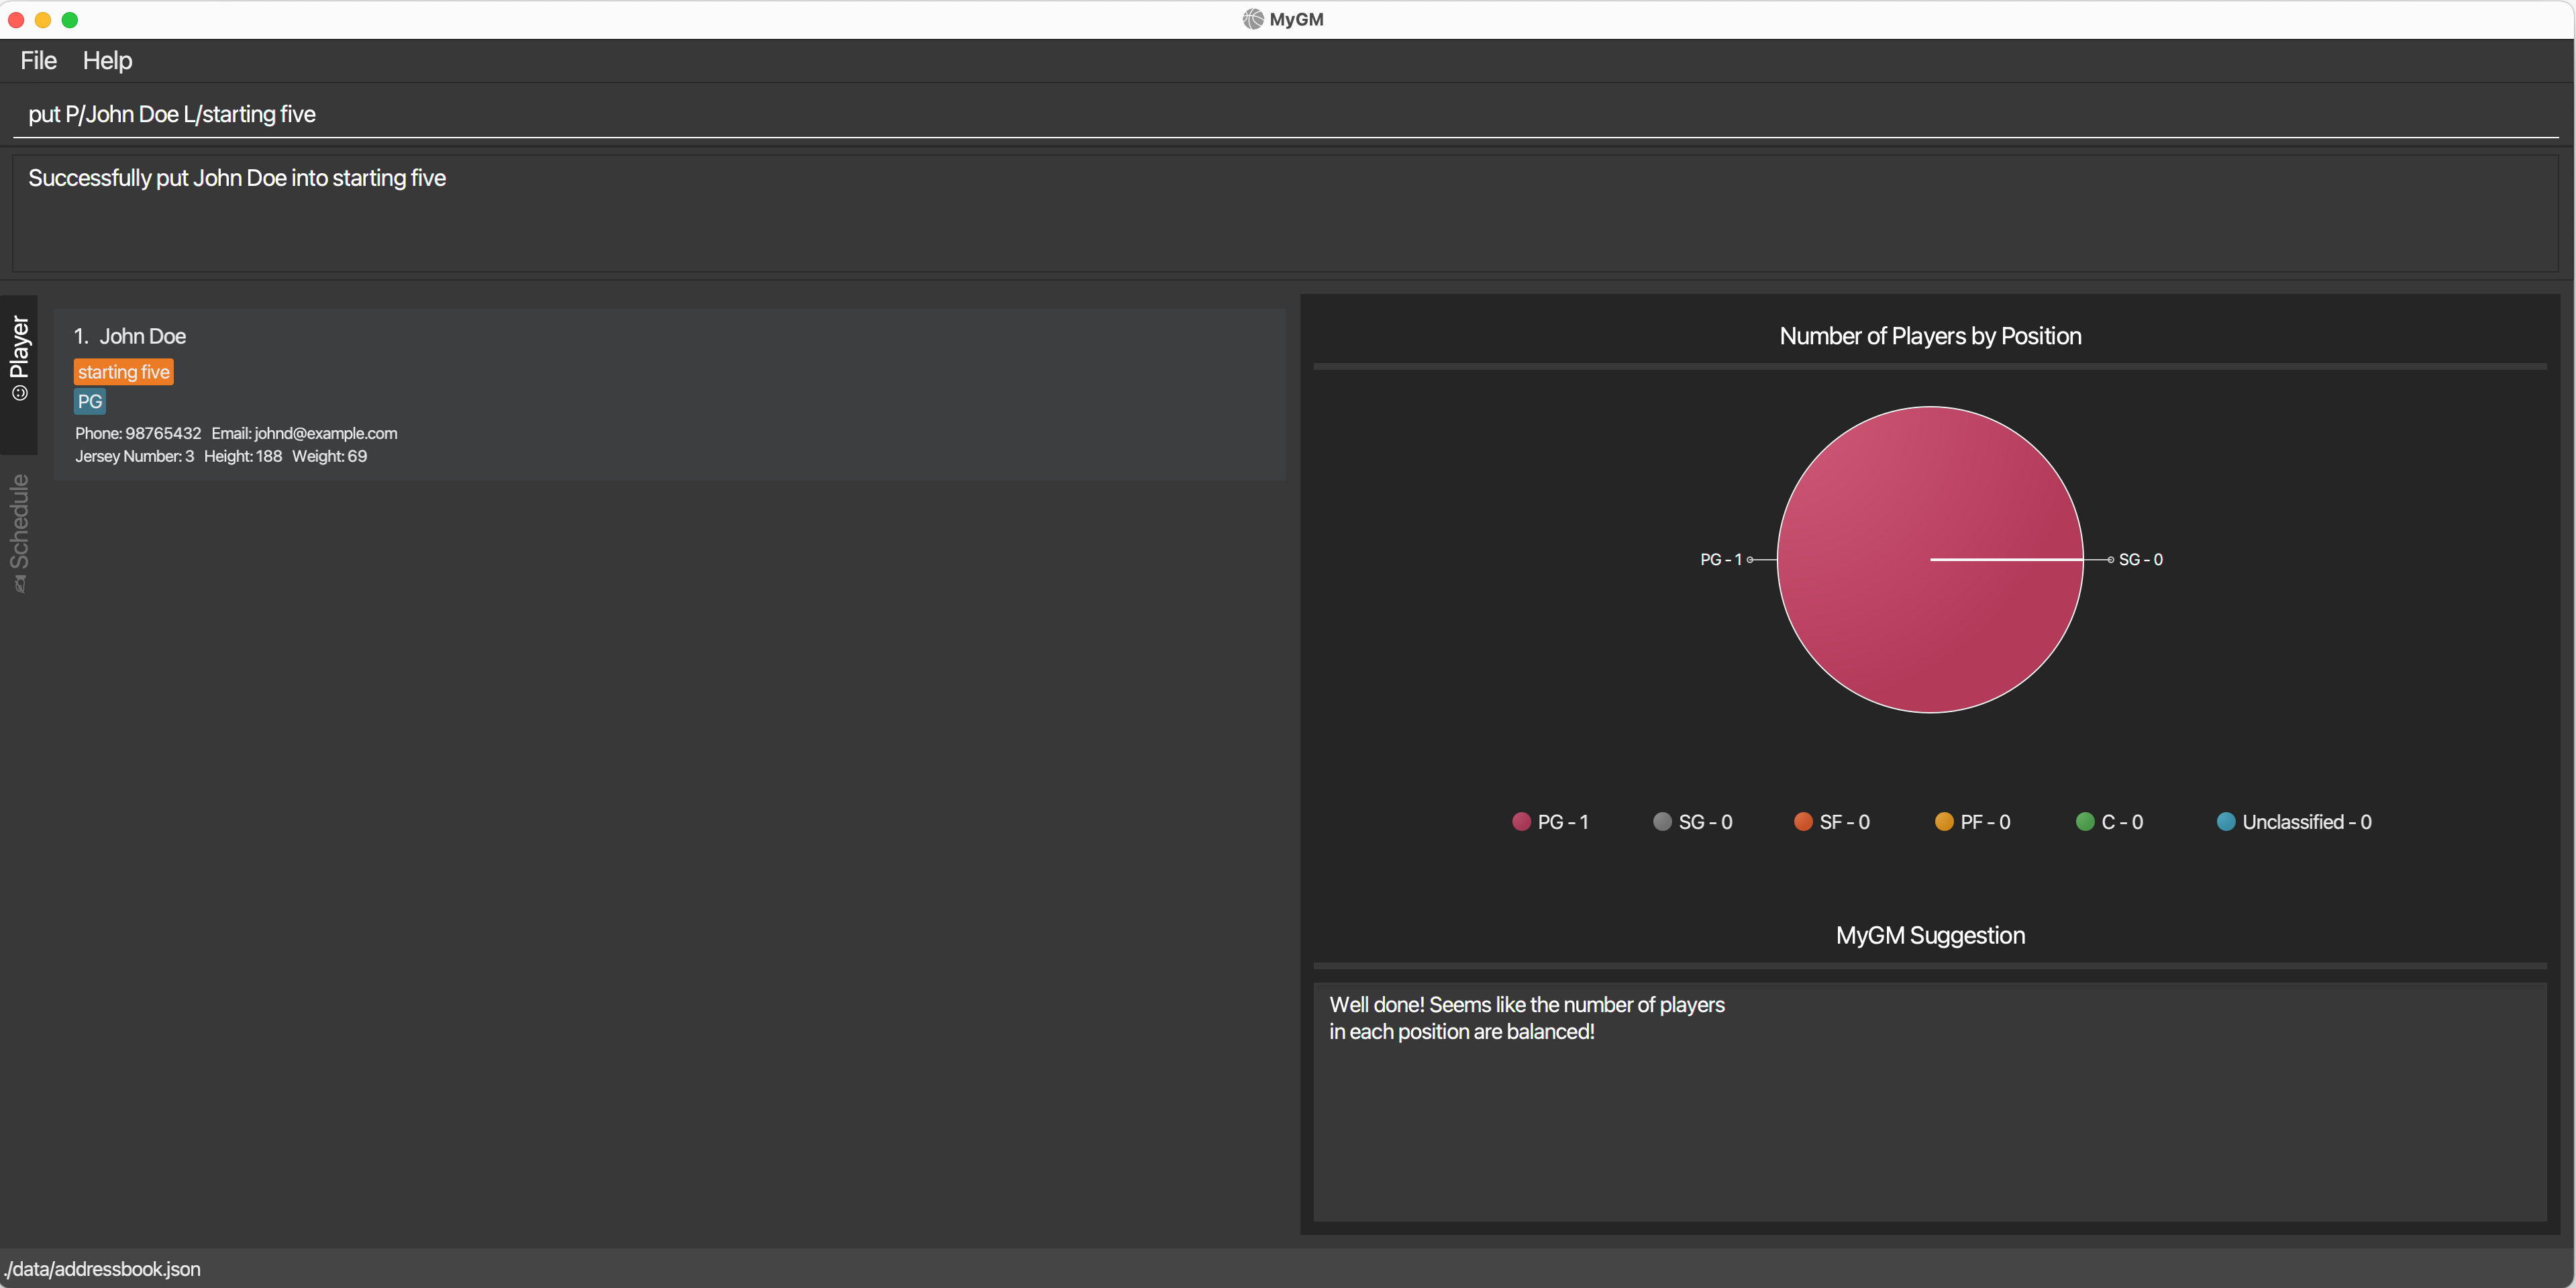 MyGM
File Help
put P/John Doe L/starting five
Successfully put John Doe into starting five
Player
Schedule
1. John Doe
starting five
PG
Phone: 98765432 Email: johnd@example.com
Jersey Number: 3 Height: 188 Weight: 69
Number of Players by Position
PG - 1 SG - 0
PG - 1 SG - 0 SF - 0 PF - 0 C - 0 Unclassified - 0
MyGM Suggestion
Well done! Seems like the number of players
in each position are balanced!
./data/addressbook.json